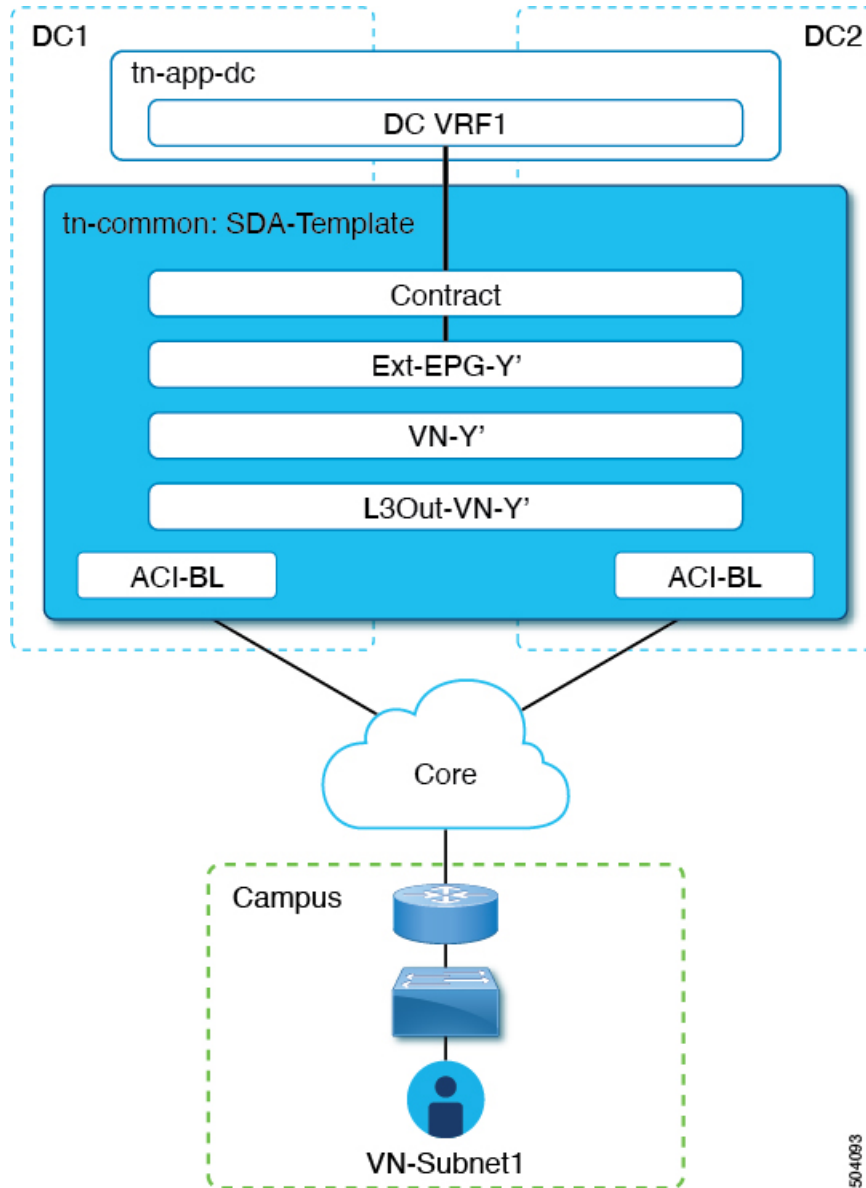 DC1
DC2
tn-app-dc
DC VRF1
tn-common: SDA-Template
Contract
Ext-EPG-Y’
VN-Y’
L3Out-VN-Y’
ACI-BL
ACI-BL
Core
Campus
VN-Subnet1
504093